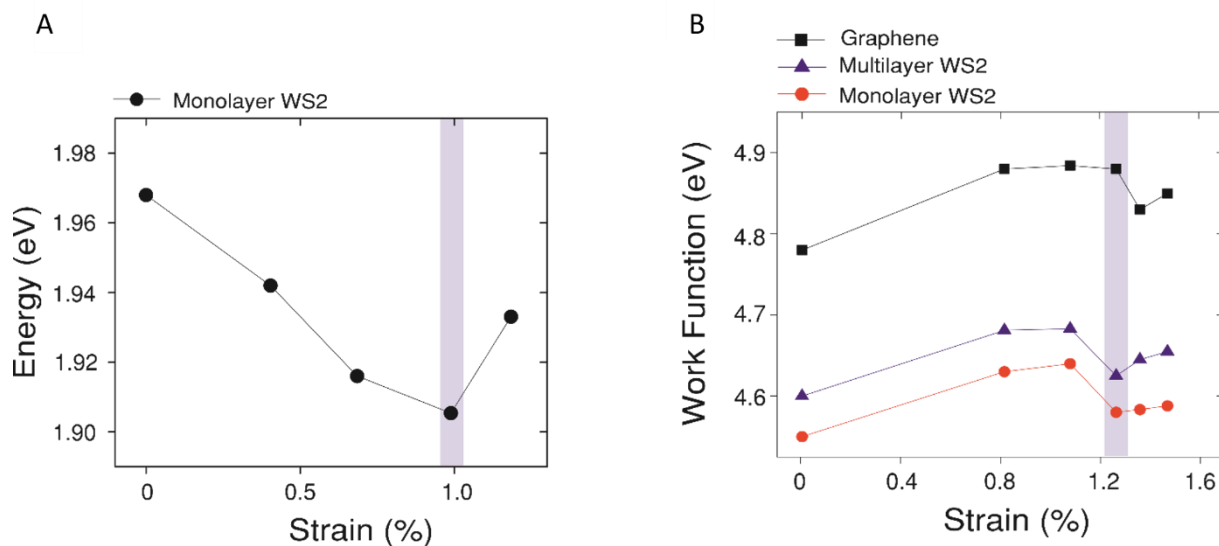 A
Monolayer WS2
Energy (eV)
1.98
1.96
1.94
1.92
1.90
0
0.5
1.0
Strain (%)
B
Graphene
Multilayer WS2
Monolayer WS2
Work Function (eV)
4.9
4.8
4.7
4.6
0
0.4
0.8
1.2
1.6
Strain (%)